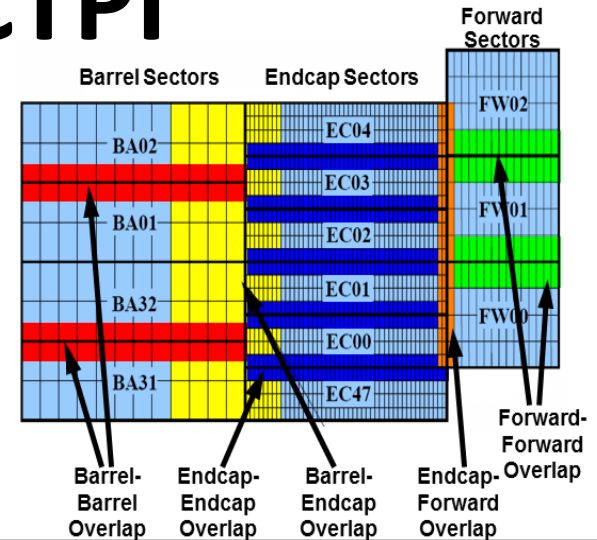 Forward
Sectors
Barrel Sectors
Endcap Sectors
BA02
BA01
BA32
BA31
EC04
EC03
EC02
EC01
EC00
EC47
FW02
FW01
FW00
Barrel-
Barrel
Overlap
Endcap-
Endcap
Overlap
Barrel-
Endcap
Overlap
Endcap-
Forward
Overlap
Forward-
Forward
Overlap